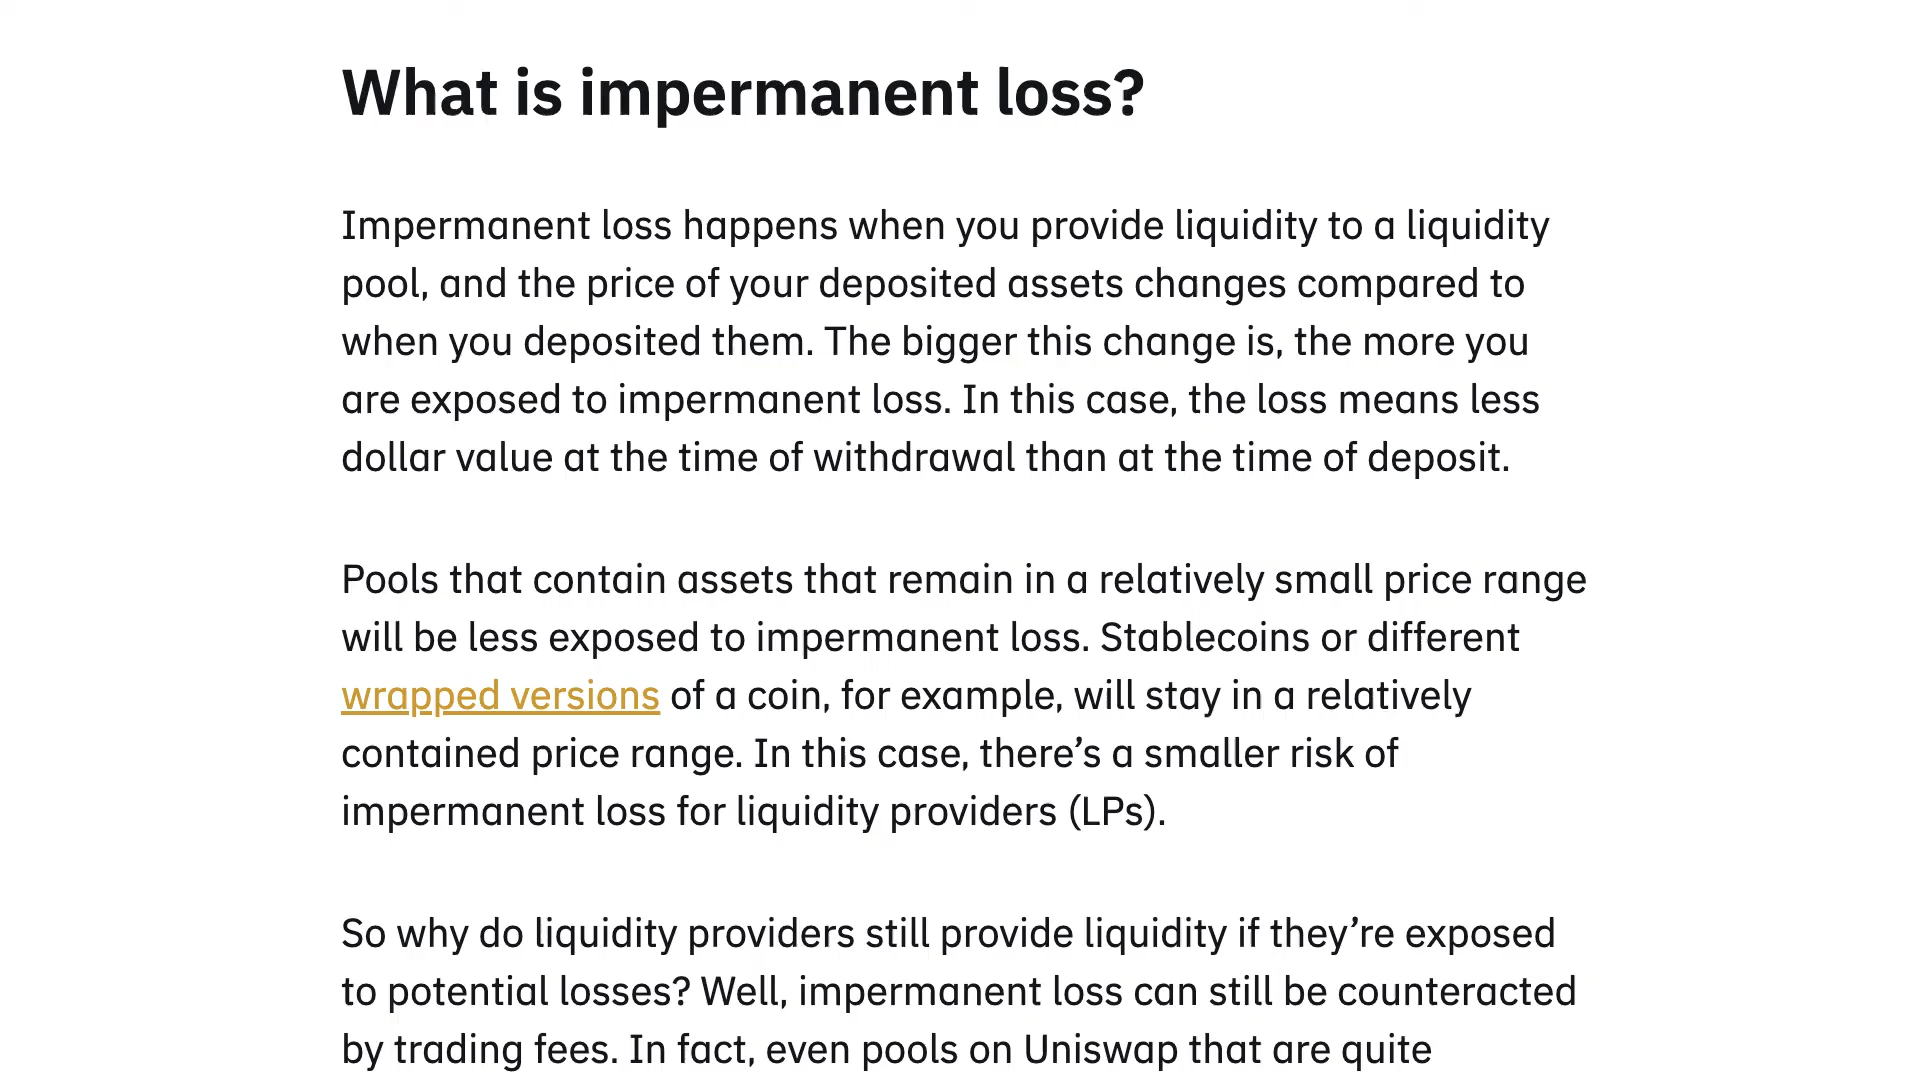 What is impermanent loss?
Impermanent loss happens when you provide liquidity to a liquidity
pool, and the price of your deposited assets changes compared to
when you deposited them. The bigger this change is, the more you
are exposed to impermanent loss. In this case, the loss means less
dollar value at the time of withdrawal than at the time of deposit.
Pools that contain assets that remain in a relatively small price range
will be less exposed to impermanent loss. Stablecoins or different
wrapped versions of a coin, for example, will stay in a relatively
contained price range. In this case, there’s a smaller risk of
impermanent loss for liquidity providers (LPs).
So why do liquidity providers still provide liquidity if they’re exposed
to potential losses? Well, impermanent loss can still be counteracted
by trading fees. In fact, even pools on Uniswap that are quite